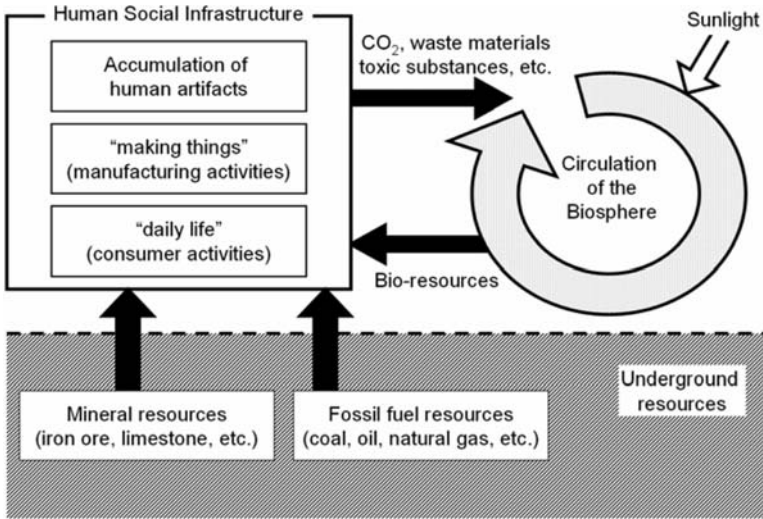 Human Social Infrastructure
Accumulation of
human artifacts
“making things”
(manufacturing activities)
“daily life”
(consumer activities)
CO₂, waste materials
toxic substances, etc.
Sunlight
Circulation
of the
Biosphere
Bio-resources
Underground
resources
Mineral resources
(iron ore, limestone, etc.)
Fossil fuel resources
(coal, oil, natural gas, etc.)